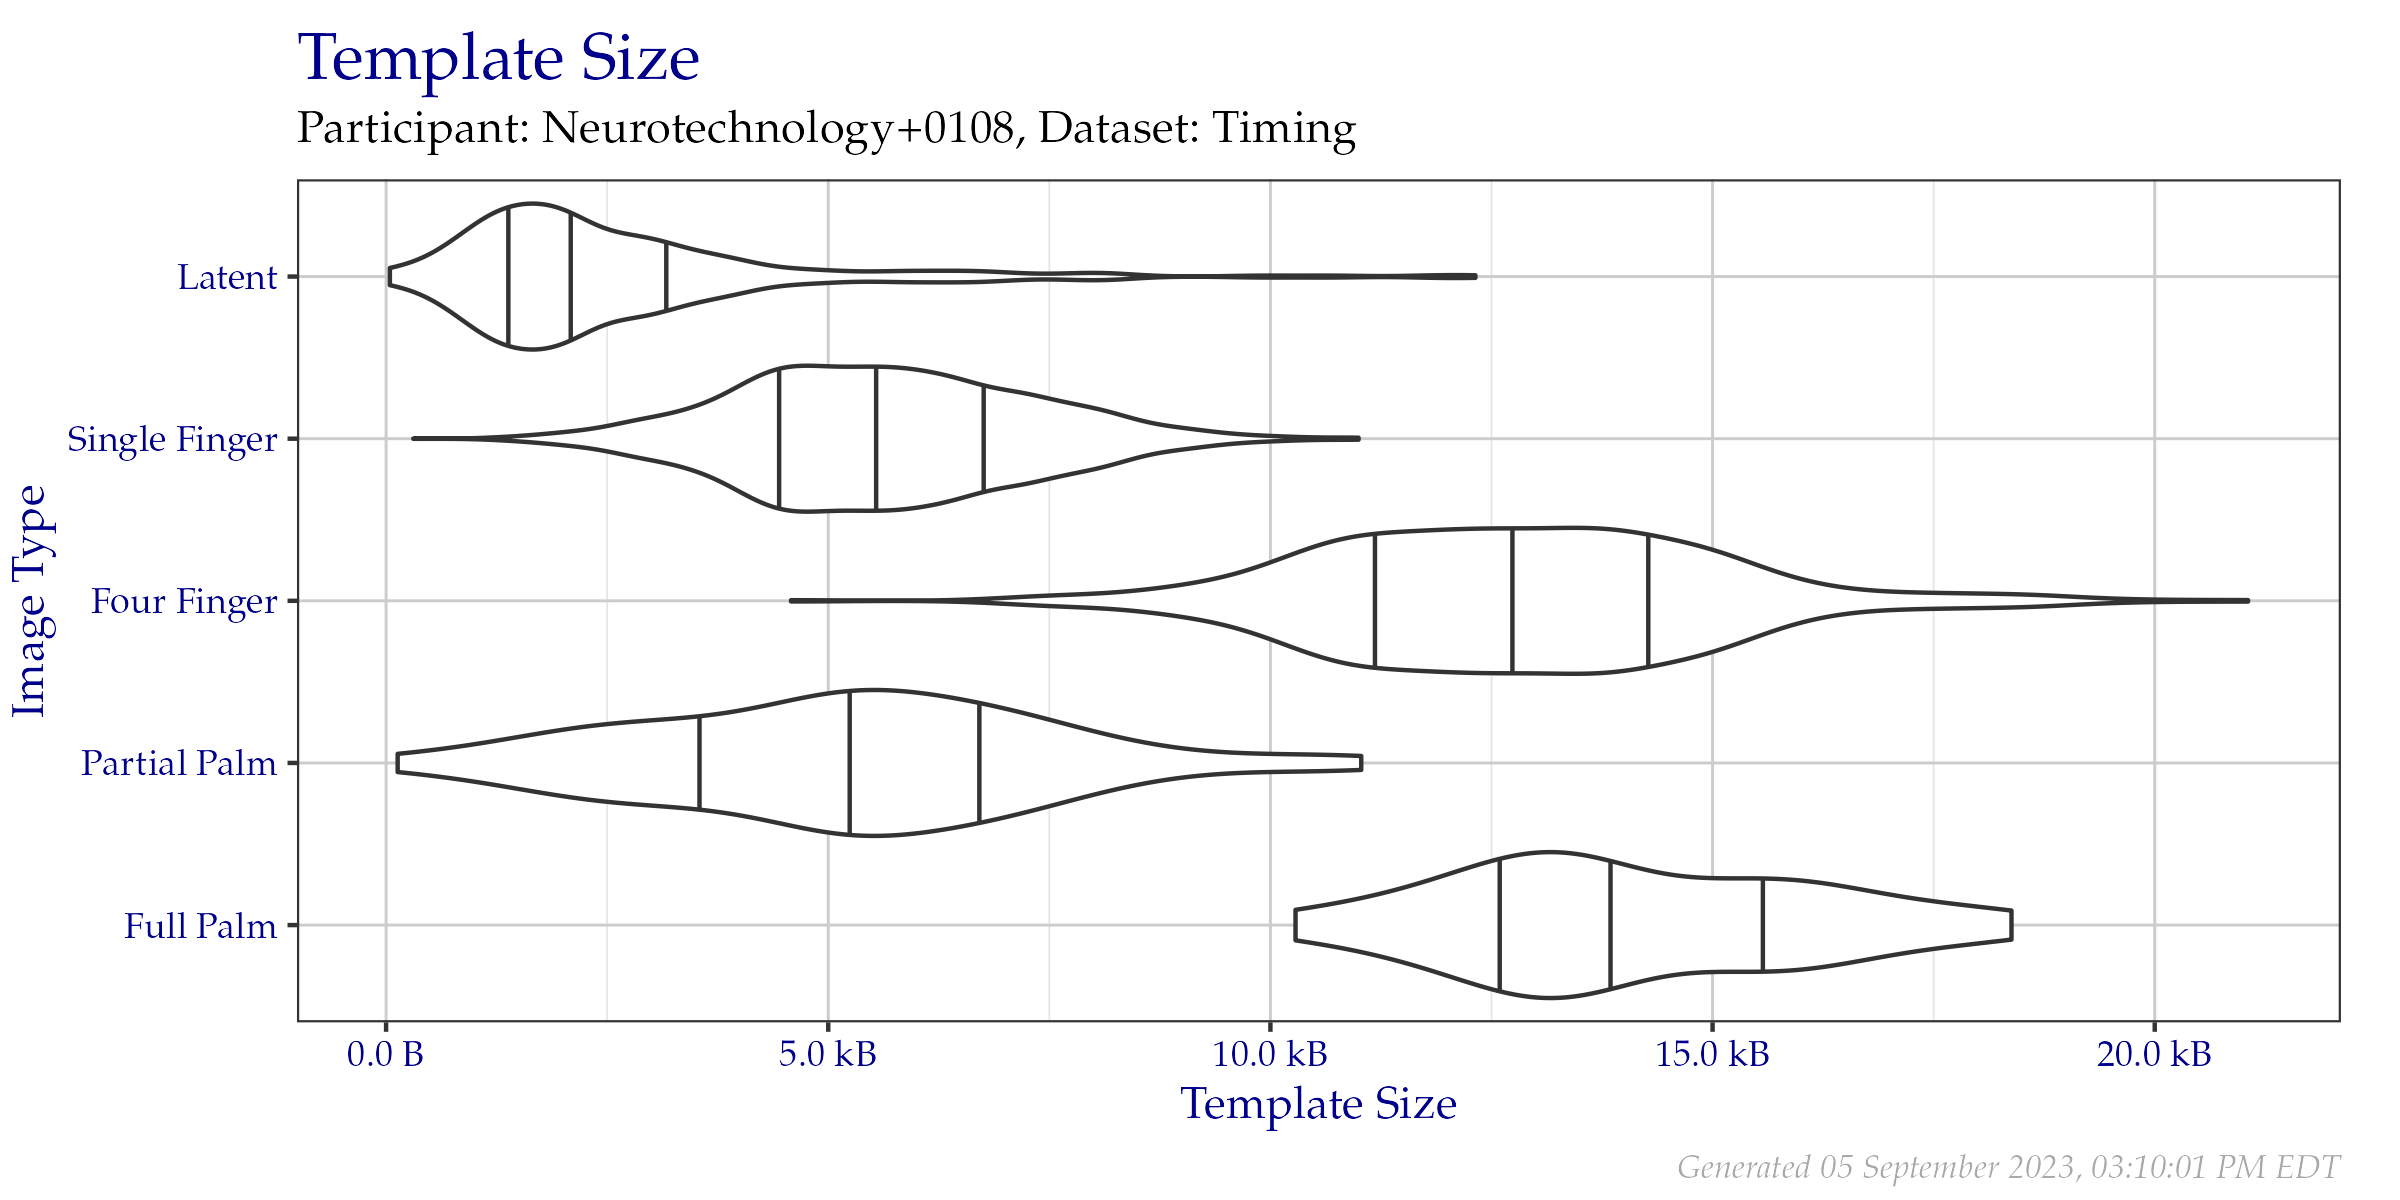 Template Size
Participant: Neurotechnology+0108, Dataset: Timing
Image Type
Latent
Single Finger
Four Finger
Partial Palm
Full Palm
0.0 B
5.0 kB
10.0 kB
15.0 kB
20.0 kB
Template Size
Generated 05 September 2023, 03:10:01 PM EDT